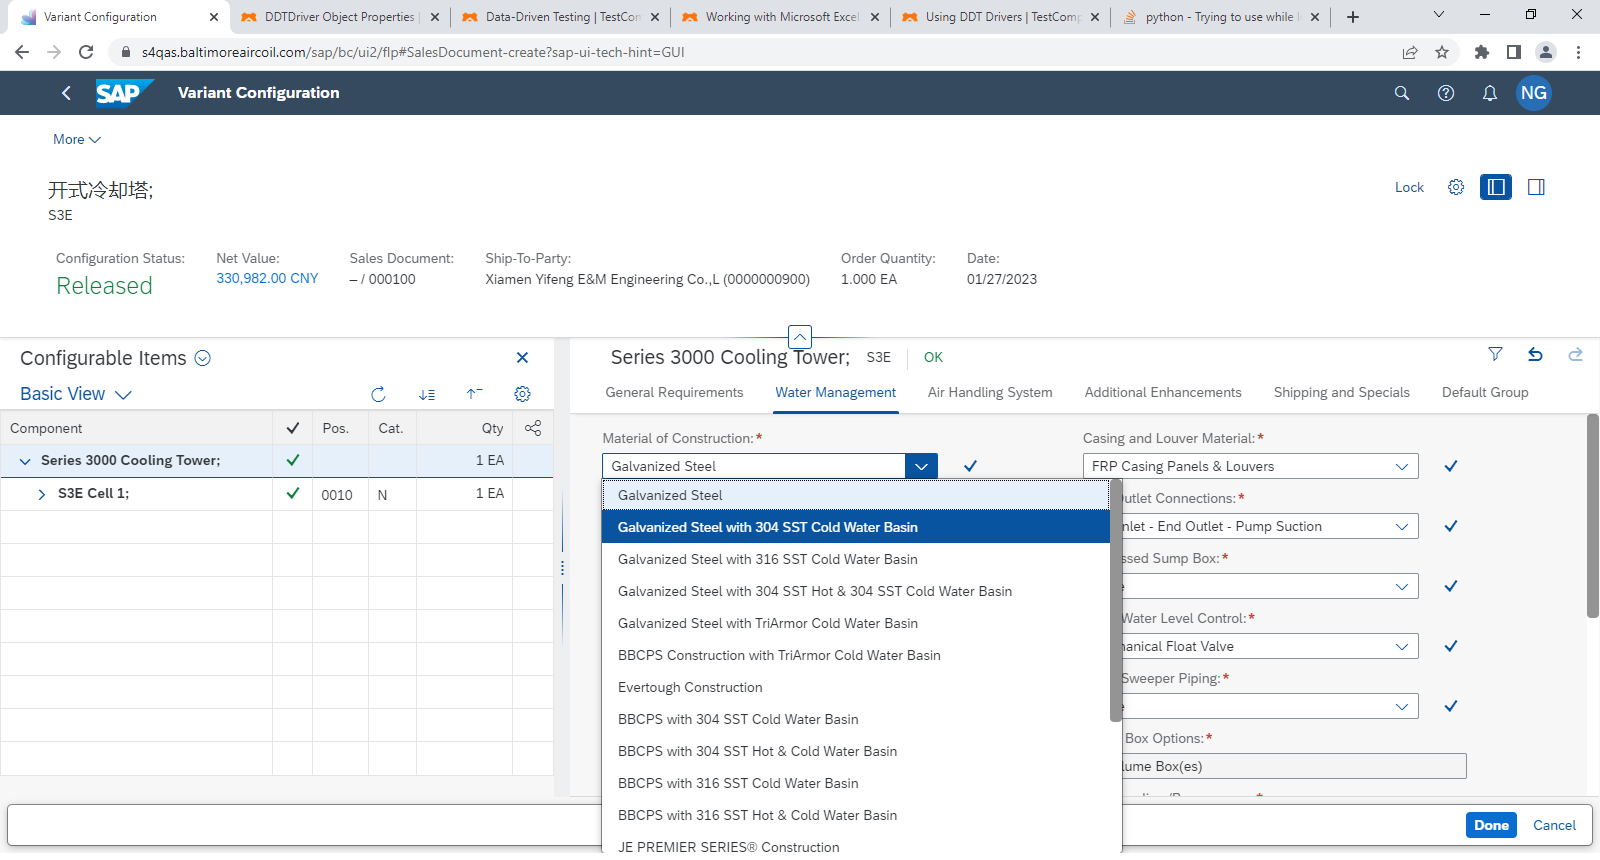 Variant Configuration
DDTDriver Object Properties
Data-Driven Testing | TestCom
Working with Microsoft Excel
Using DDT Drivers | TestComp
python - Trying to use while l
s4qas.baltimoreaircoil.com/sap/bc/ui2/flp#SalesDocument-create?sap-ui-tech-hint=GUI
SAP
Variant Configuration
NG
More
开式冷却塔;
S3E
Lock
Configuration Status:
Released
Net Value:
330,982.00 CNY
Sales Document:
– / 000100
Ship-To-Party:
Xiamen Yifeng E&M Engineering Co.,L (0000000900)
Order Quantity:
1.000 EA
Date:
01/27/2023
Configurable Items
Basic View
Component Pos. Cat. Qty
Series 3000 Cooling Tower; 1 EA
S3E Cell 1; 0010 N 1 EA
Series 3000 Cooling Tower; S3E OK
General Requirements Water Management Air Handling System Additional Enhancements Shipping and Specials Default Group
Material of Construction:*
Galvanized Steel
Galvanized Steel
Galvanized Steel with 304 SST Cold Water Basin
Galvanized Steel with 316 SST Cold Water Basin
Galvanized Steel with 304 SST Hot & 304 SST Cold Water Basin
Galvanized Steel with TriArmor Cold Water Basin
BBCPS Construction with TriArmor Cold Water Basin
Evertough Construction
BBCPS with 304 SST Cold Water Basin
BBCPS with 304 SST Hot & Cold Water Basin
BBCPS with 316 SST Cold Water Basin
BBCPS with 316 SST Hot & Cold Water Basin
JE PREMIER SERIES® Construction
Casing and Louver Material:*
FRP Casing Panels & Louvers
utlet Connections:*
nlet - End Outlet - Pump Suction
ssed Sump Box:*
e
Water Level Control:*
hanical Float Valve
Sweeper Piping:*
e
Box Options:*
lume Box(es)
Done
Cancel